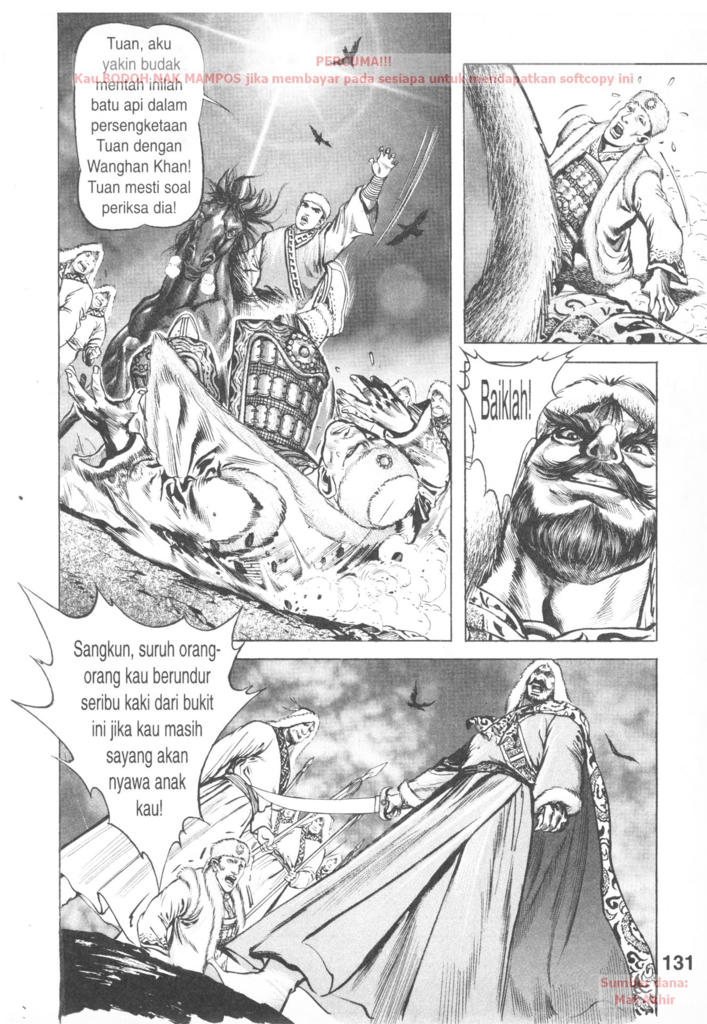 Tuan, aku
yakin budak
mentah inilah
batu api dalam
persengketaan
Tuan dengan
Wanghan Khan!
Tuan mesti soal
periksa dia!
PERCUMA!!!
Kau BODOH NAK MAMPOS jika membayar pada sesiapa untuk mendapatkan softcopy ini
Baiklah!
Sangkun, suruh orang-
orang kau berundur
seribu kaki dari bukit
ini jika kau masih
sayang akan
nyawa anak
kau!
131
Sumber dana: